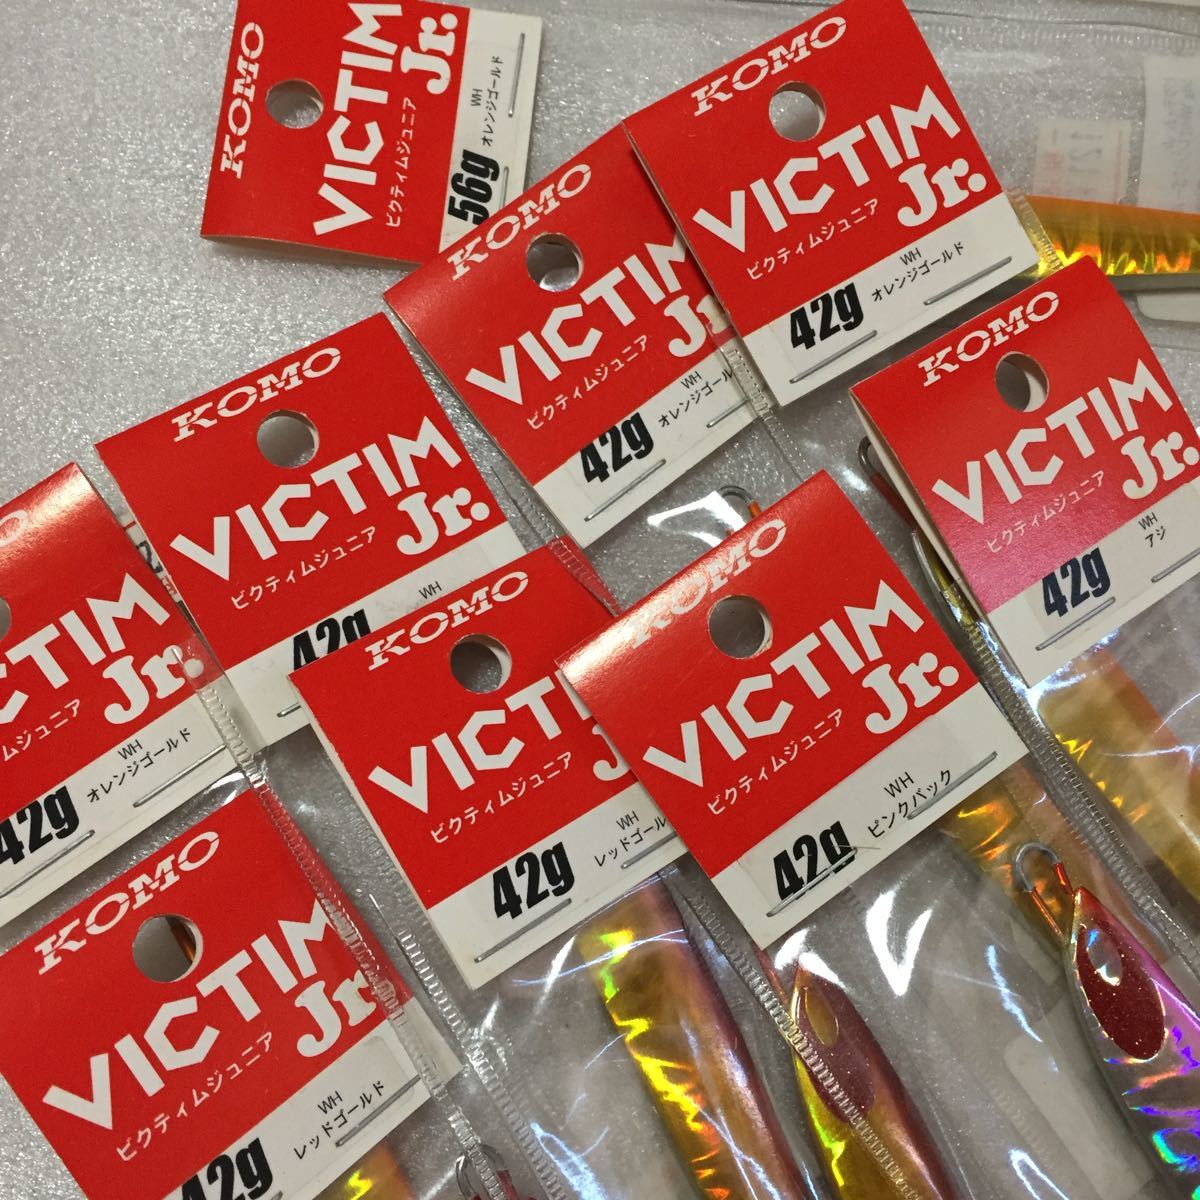 KOMO
VICTIM
Jr.
ビクティムジュニア
56g
WH
オレンジゴールド
KOMO
VICTIM
Jr.
ビクティムジュニア
42g
WH
オレンジゴールド
KOMO
VICTIM
Jr.
ビクティムジュニア
42g
WH
オレンジゴール
KOMO
VICTIM
Jr.
ビクティムジュニア
42g
WH
アジ
KOMO
VICTIM
Jr.
ビクティムジュニア
42g
WH
CTIM
Jr.
ムジュニア
42g
WH
オレンジゴールド
KOMO
VICTIM
Jr.
ビクティムジュニア
42g
WH
レッドゴール
KOMO
VICTIM
Jr.
ビクティムジュニア
42g
WH
ピンクバック
KOMO
VICTIM
Jr.
ビクティムジュニア
42g
WH
レッドゴールド